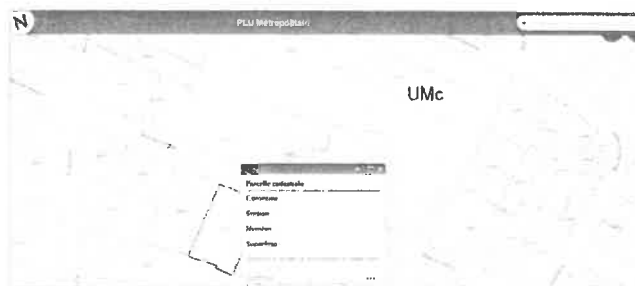 N
PLU Métropolitain
UMc
Parcelle cadastrale
Commune
Section
Numéro
Superficie